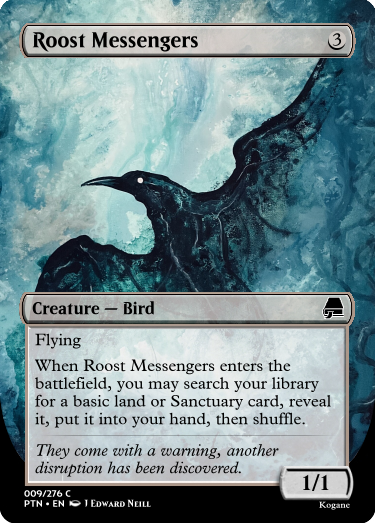 Roost Messengers 3
Creature — Bird
Flying
When Roost Messengers enters the
battlefield, you may search your library
for a basic land or Sanctuary card, reveal
it, put it into your hand, then shuffle.
They come with a warning, another
disruption has been discovered.
1/1
009/276 C
PTN • EN J Edward Neill
Kogane